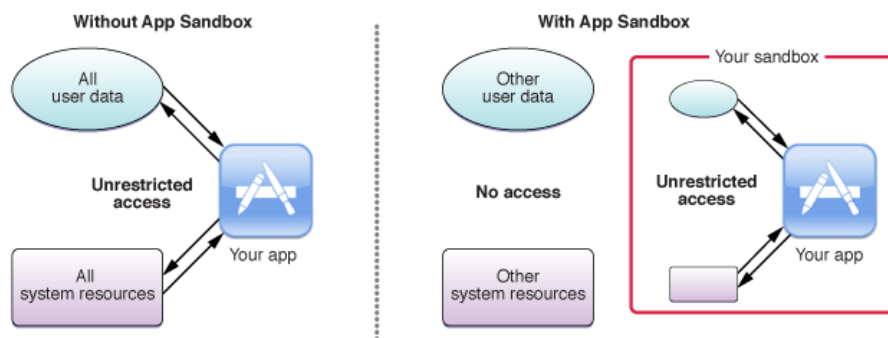 Without App Sandbox
All
user data
Unrestricted
access
Your app
All
system resources
With App Sandbox
Other
user data
No access
Other
system resources
Your sandbox
Unrestricted
access
Your app